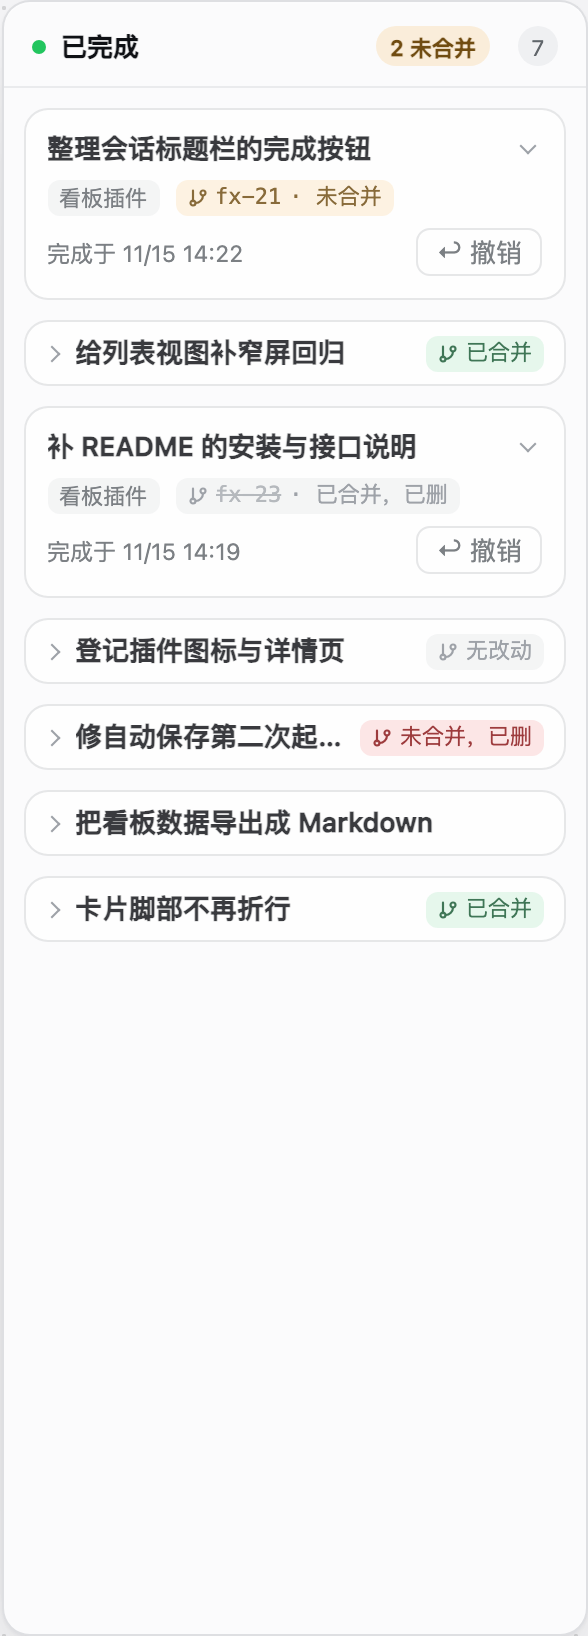 已完成 2 未合并 7
整理会话标题栏的完成按钮
看板插件 fx-21 · 未合并
完成于 11/15 14:22 撤销
给列表视图补窄屏回归 已合并
补 README 的安装与接口说明
看板插件 fx-23 · 已合并，已删
完成于 11/15 14:19 撤销
登记插件图标与详情页 无改动
修自动保存第二次起... 未合并，已删
把看板数据导出成 Markdown
卡片脚部不再折行 已合并